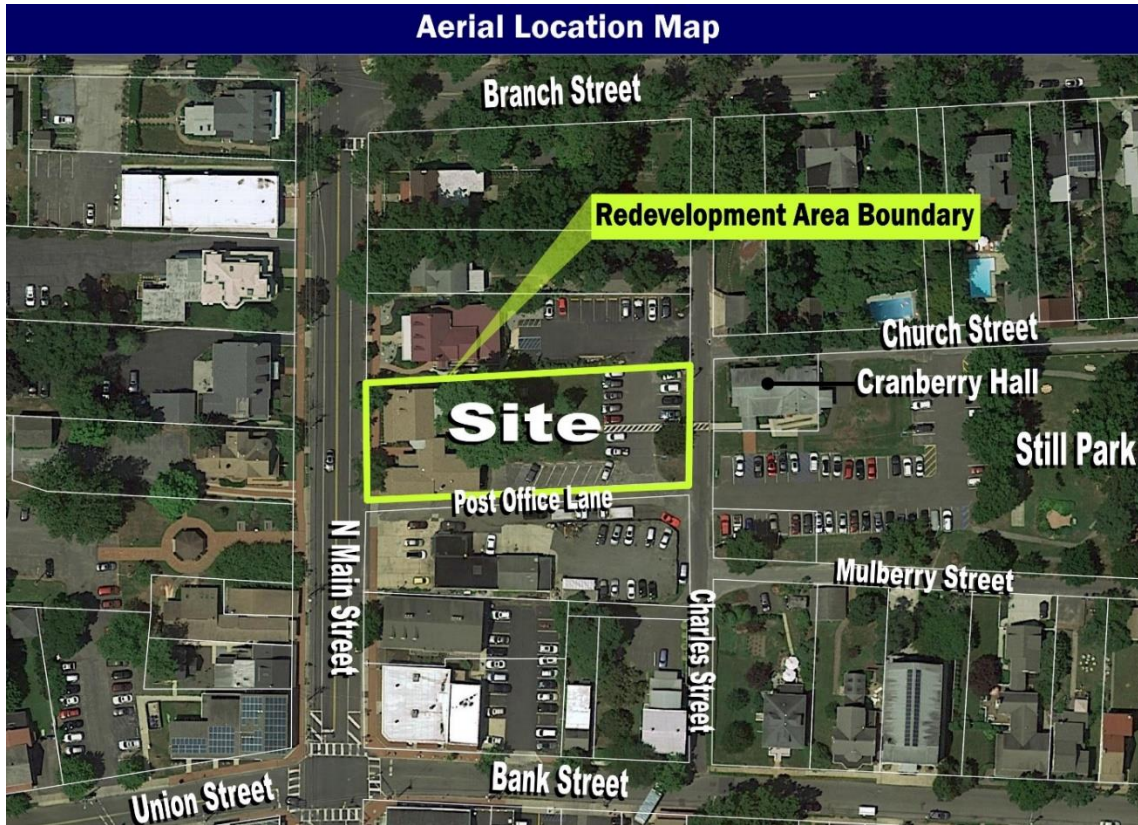 Aerial Location Map
Branch Street
Redevelopment Area Boundary
Church Street
Cranberry Hall
Site
Still Park
Post Office Lane
N Main Street
Mulberry Street
Charles Street
Bank Street
Union Street